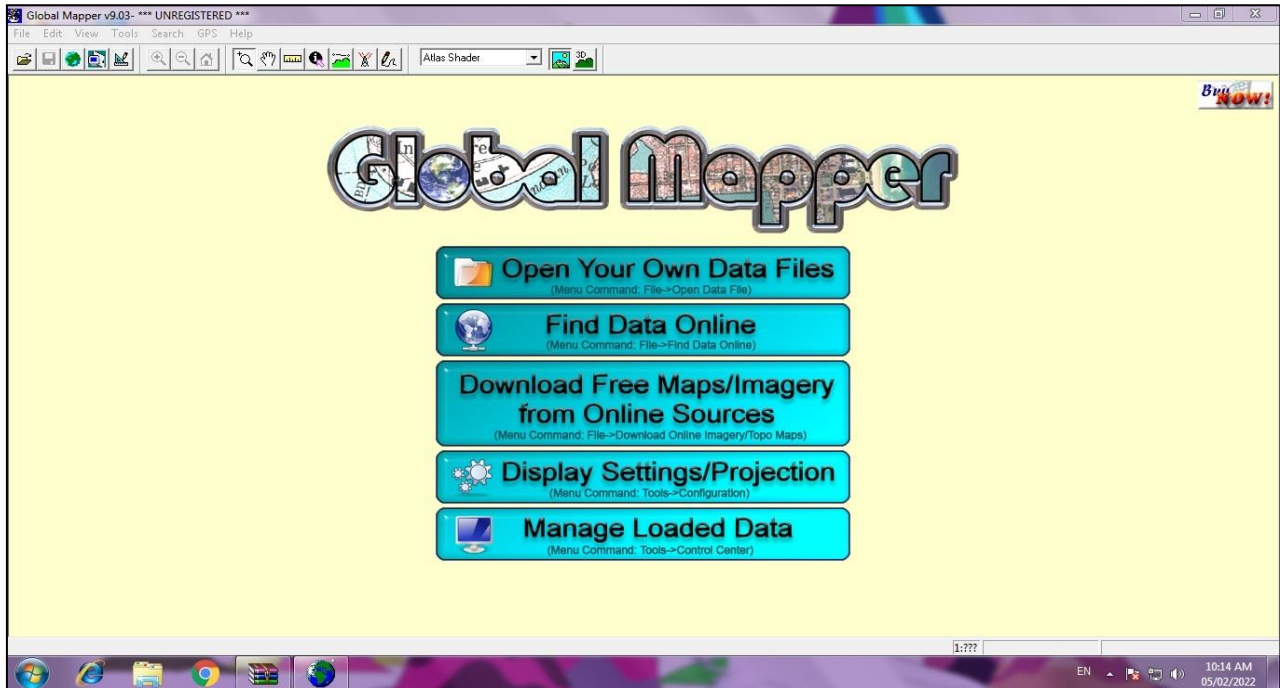 Global Mapper v9.03- *** UNREGISTERED ***
File Edit View Tools Search GPS Help
Atlas Shader
3D
Buy NOW!
Global Mapper
Open Your Own Data Files
(Menu Command: File->Open Data File)
Find Data Online
(Menu Command: File->Find Data Online)
Download Free Maps/Imagery
from Online Sources
(Menu Command: File->Download Online Imagery/Topo Maps)
Display Settings/Projection
(Menu Command: Tools->Configuration)
Manage Loaded Data
(Menu Command: Tools->Control Center)
1:???
EN
10:14 AM
05/02/2022